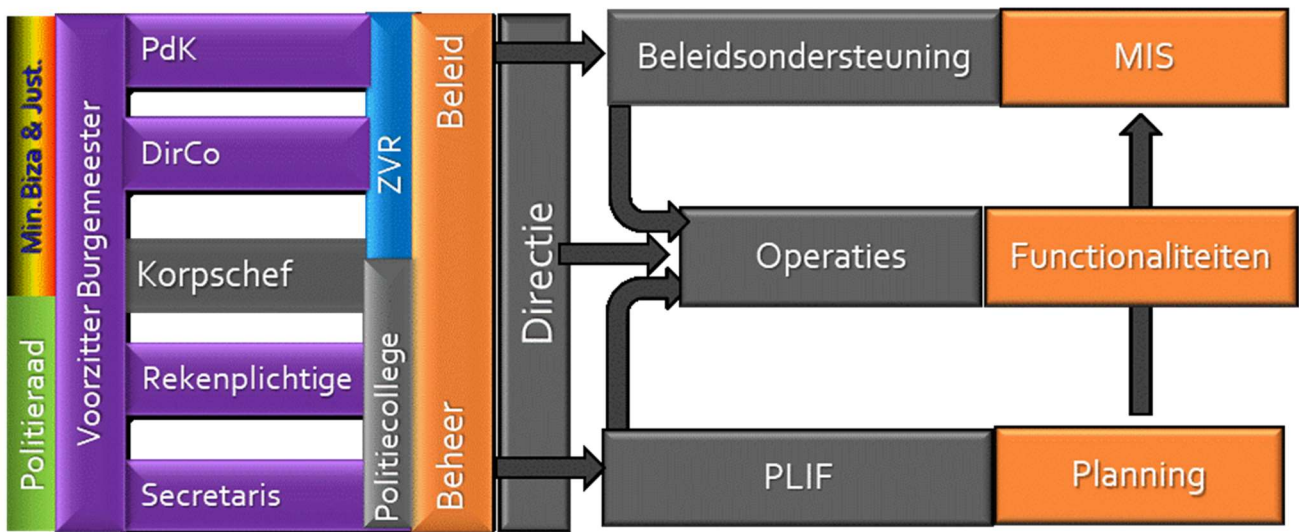 Min.Biza & Just.
Politieraad
Voorzitter Burgemeester
PdK
DirCo
Korpschef
Rekenplichtige
Secretaris
ZVR
Politiecollege
Beleid
Beheer
Directie
Beleidsondersteuning
MIS
Operaties
Functionaliteiten
PLIF
Planning